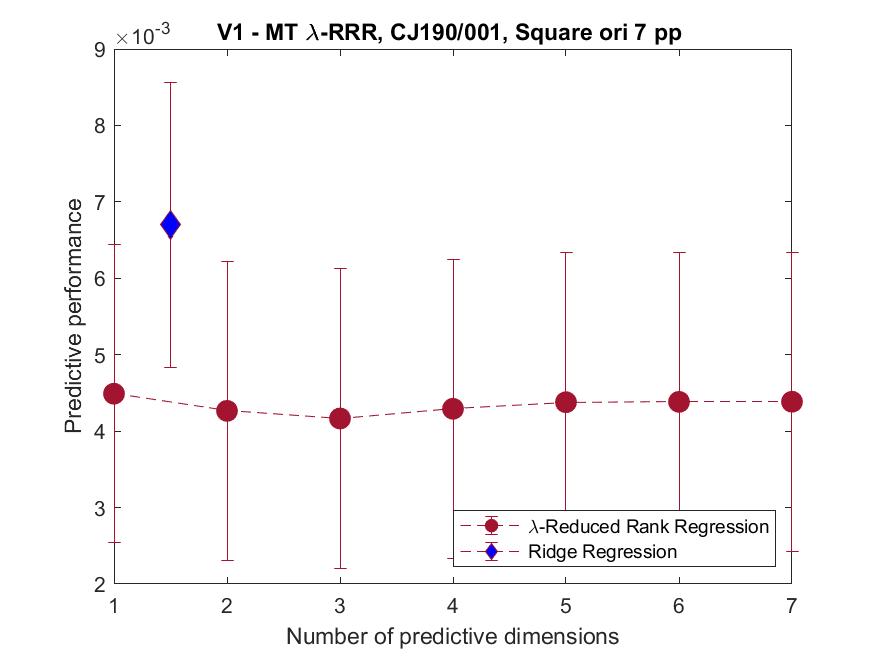 V1 - MT λ-RRR, CJ190/001, Square ori 7 pp
×10-3
9
8
7
6
5
4
3
2
Predictive performance
1 2 3 4 5 6 7
Number of predictive dimensions
λ-Reduced Rank Regression
Ridge Regression